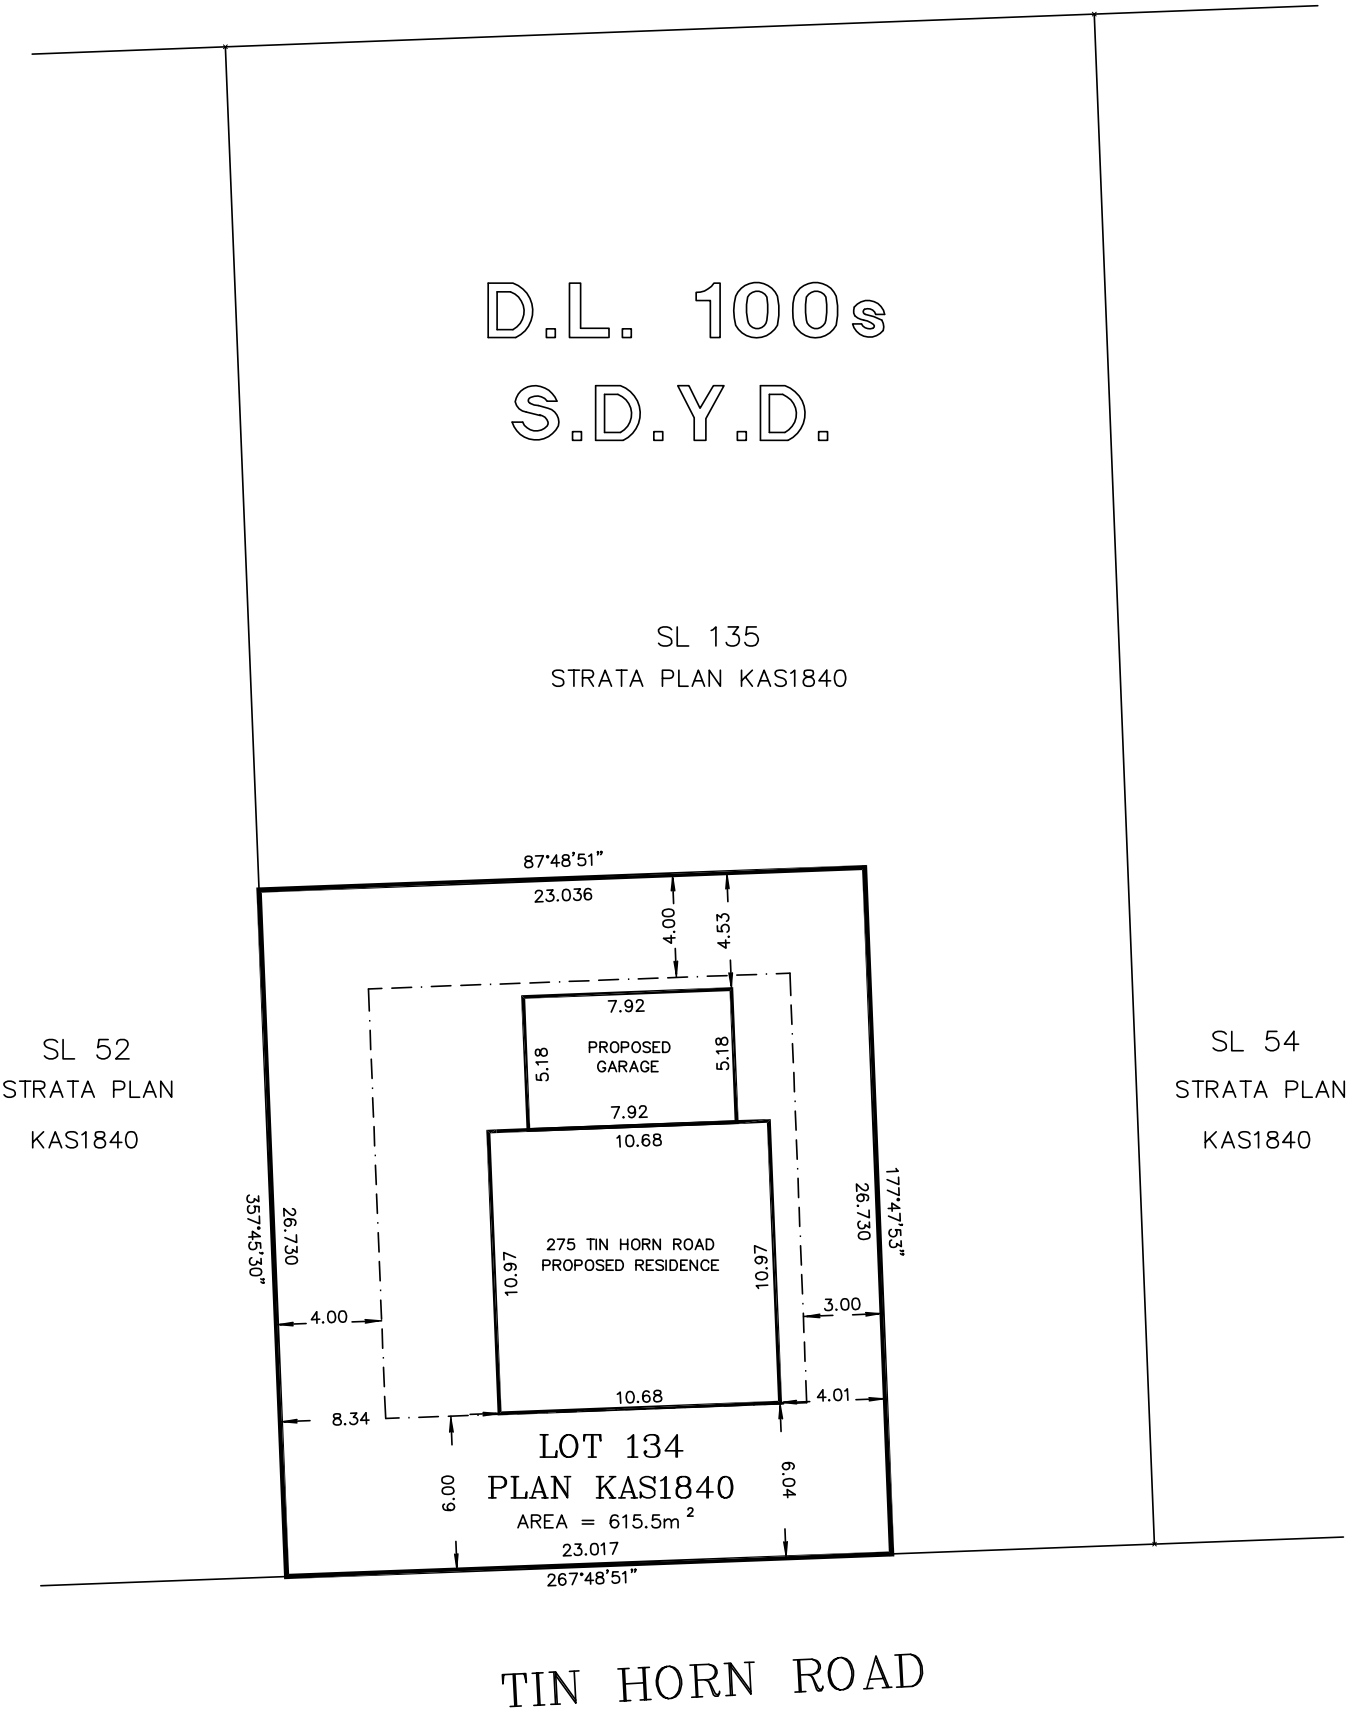 D.L. 100s
S.D.Y.D.
SL 135
STRATA PLAN KAS1840
87°48'51"
23.036
4.00
4.53
7.92
PROPOSED
GARAGE
5.18
5.18
7.92
10.68
SL 52
STRATA PLAN
KAS1840
SL 54
STRATA PLAN
KAS1840
357°45'30"
26.730
26.730
177°47'53"
275 TIN HORN ROAD
PROPOSED RESIDENCE
10.97
10.97
4.00
3.00
10.68
4.01
8.34
LOT 134
PLAN KAS1840
AREA = 615.5m²
6.00
6.04
23.017
267°48'51"
TIN HORN ROAD